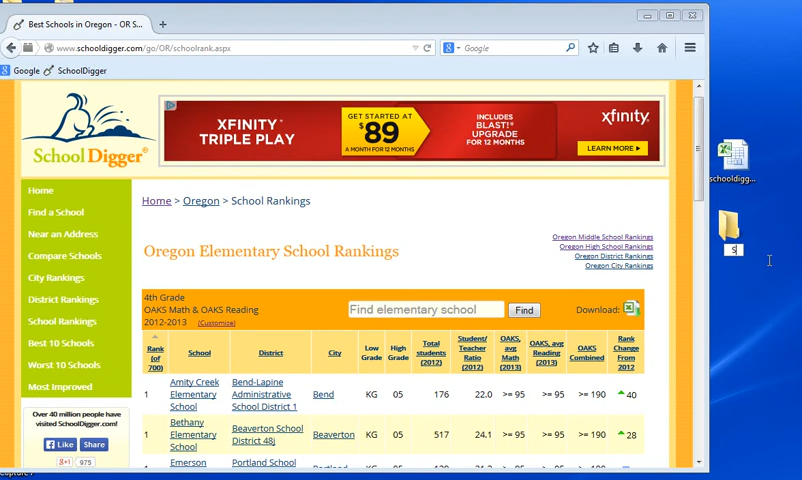 Best Schools in Oregon - OR S...
www.schooldigger.com/go/OR/schoolrank.aspx
Google
Google SchoolDigger
SchoolDigger
XFINITY
TRIPLE PLAY
GET STARTED AT
$89
A MONTH FOR 12 MONTHS
INCLUDES
BLAST!®
UPGRADE
FOR 12 MONTHS
xfinity.
LEARN MORE
schooldigg...
S
Home
Find a School
Near an Address
Compare Schools
City Rankings
District Rankings
School Rankings
Best 10 Schools
Worst 10 Schools
Most Improved
Over 40 million people have
visited SchoolDigger.com!
Like Share
g+1 975
Home > Oregon > School Rankings
Oregon Elementary School Rankings
Oregon Middle School Rankings
Oregon High School Rankings
Oregon District Rankings
Oregon City Rankings
4th Grade
OAKS Math & OAKS Reading
2012-2013 (Customize)
Find elementary school Find
Download:
Rank (of 700) School District City Low Grade High Grade Total students (2012) Student/ Teacher Ratio (2012) OAKS, avg Math (2013) OAKS, avg Reading (2013) OAKS Combined Rank Change From 2012
1 Amity Creek Elementary School Bend-Lapine Administrative School District 1 Bend KG 05 176 22.0 >= 95 >= 95 >= 190 40
1 Bethany Elementary School Beaverton School District 48j Beaverton KG 05 517 24.1 >= 95 >= 95 >= 190 28
Emerson Portland School